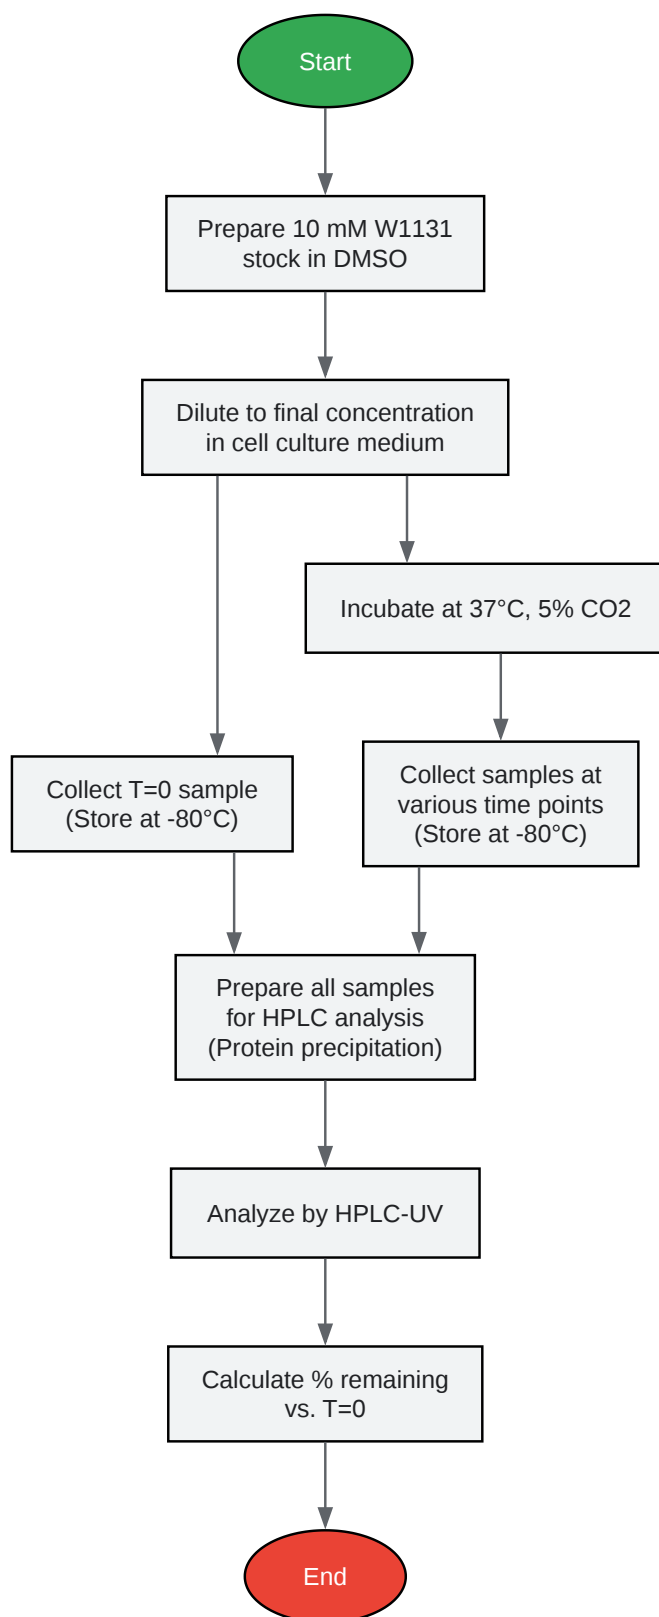 Start
Prepare 10 mM W1131
stock in DMSO
Dilute to final concentration
in cell culture medium
Incubate at 37°C, 5% CO2
Collect T=0 sample
(Store at -80°C)
Collect samples at
various time points
(Store at -80°C)
Prepare all samples
for HPLC analysis
(Protein precipitation)
Analyze by HPLC-UV
Calculate % remaining
vs. T=0
End